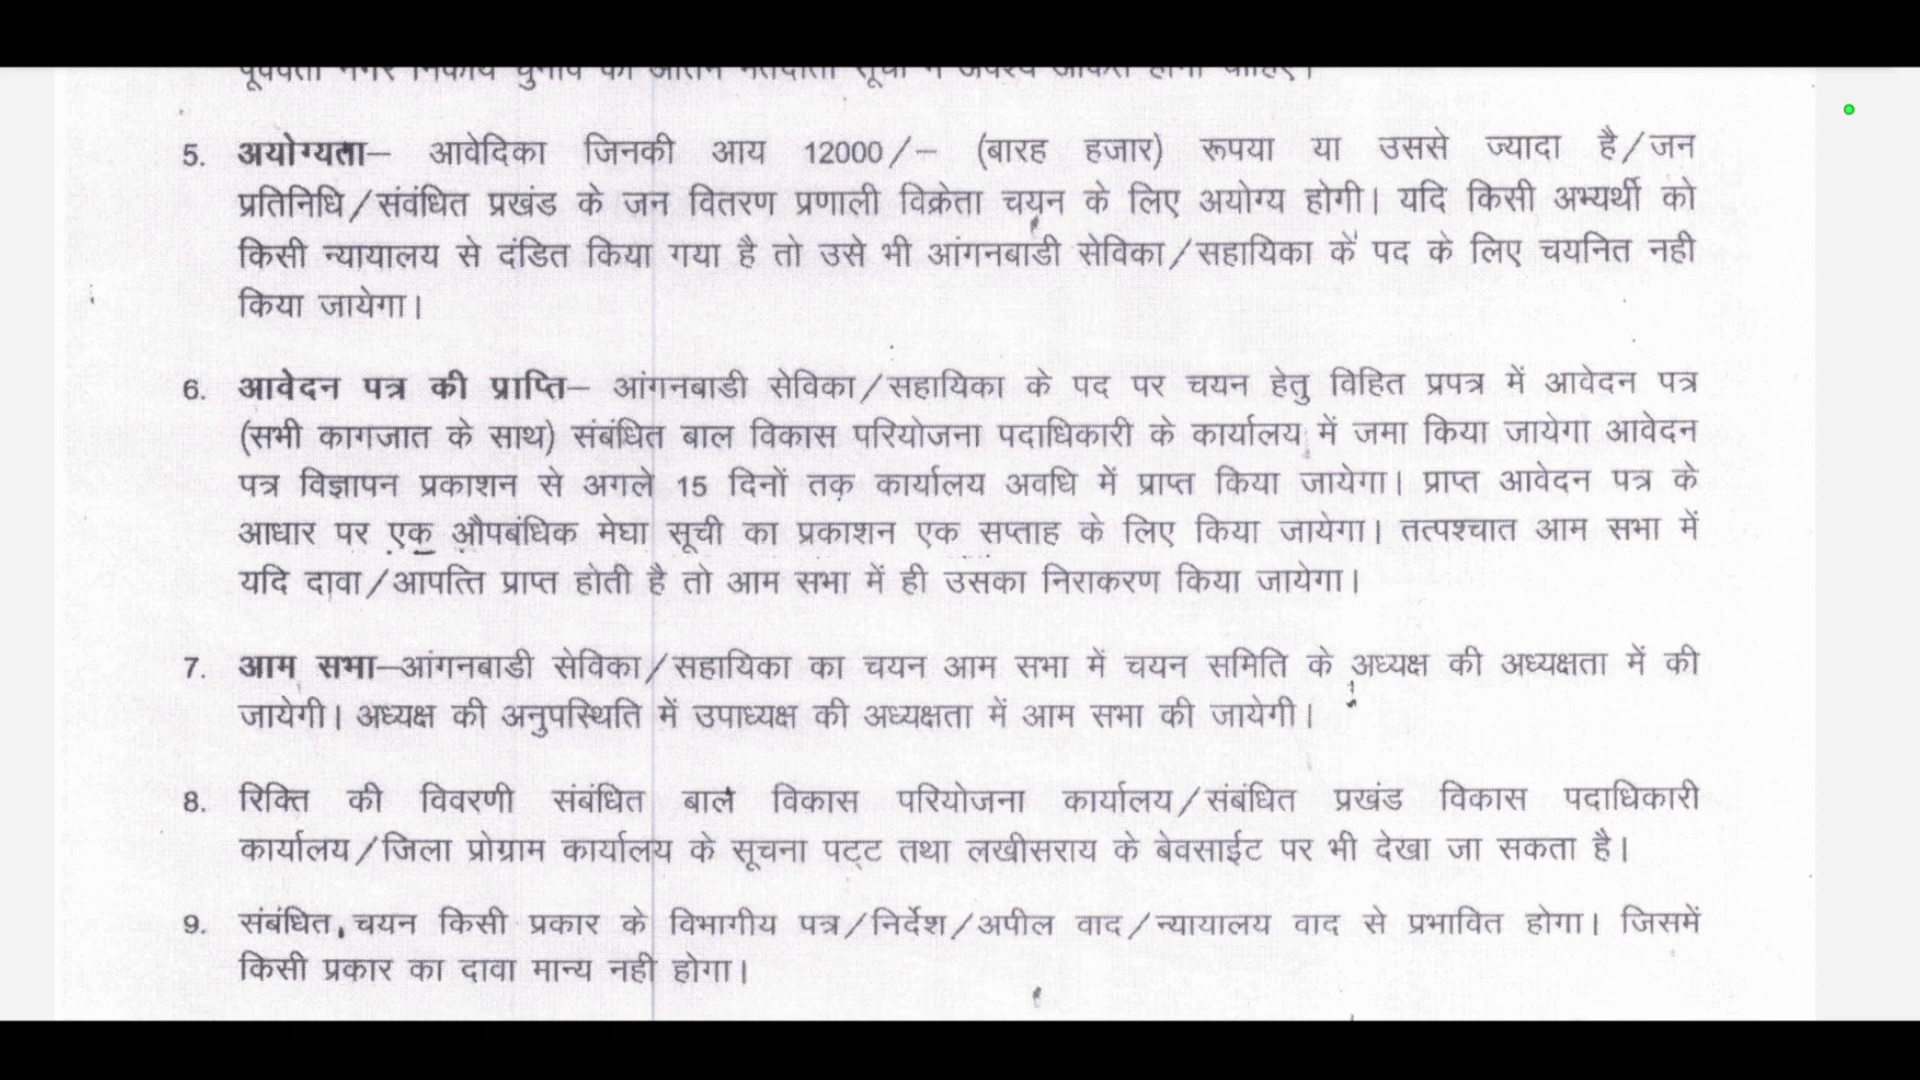 5. अयोग्यता– आवेदिका जिनकी आय 12000/– (बारह हजार) रूपया या उससे ज्यादा है/जन
प्रतिनिधि/संबंधित प्रखंड के जन वितरण प्रणाली विक्रेता चयन के लिए अयोग्य होगी। यदि किसी अभ्यर्थी को
किसी न्यायालय से दंडित किया गया है तो उसे भी आंगनबाडी सेविका/सहायिका के पद के लिए चयनित नही
किया जायेगा।
6. आवेदन पत्र की प्राप्ति– आंगनबाडी सेविका/सहायिका के पद पर चयन हेतु विहित प्रपत्र में आवेदन पत्र
(सभी कागजात के साथ) संबंधित बाल विकास परियोजना पदाधिकारी के कार्यालय में जमा किया जायेगा आवेदन
पत्र विज्ञापन प्रकाशन से अगले 15 दिनों तक कार्यालय अवधि में प्राप्त किया जायेगा। प्राप्त आवेदन पत्र के
आधार पर एक औपबंधिक मेघा सूची का प्रकाशन एक सप्ताह के लिए किया जायेगा। तत्पश्चात आम सभा में
यदि दावा/आपत्ति प्राप्त होती है तो आम सभा में ही उसका निराकरण किया जायेगा।
7. आम सभा–आंगनबाडी सेविका/सहायिका का चयन आम सभा में चयन समिति के अध्यक्ष की अध्यक्षता में की
जायेगी। अध्यक्ष की अनुपस्थिति में उपाध्यक्ष की अध्यक्षता में आम सभा की जायेगी।
8. रिक्ति की विवरणी संबंधित बाल विकास परियोजना कार्यालय/संबंधित प्रखंड विकास पदाधिकारी
कार्यालय/जिला प्रोग्राम कार्यालय के सूचना पट्ट तथा लखीसराय के बेवसाईट पर भी देखा जा सकता है।
9. संबंधित चयन किसी प्रकार के विभागीय पत्र/निर्देश/अपील वाद/न्यायालय वाद से प्रभावित होगा। जिसमें
किसी प्रकार का दावा मान्य नही होगा।